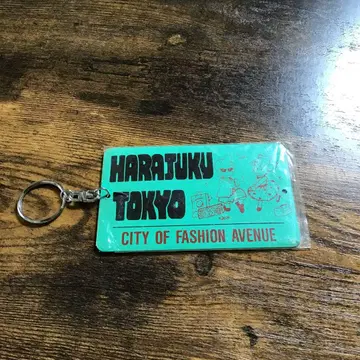 HARAJUKU
TOKYO
CITY OF FASHION AVENUE